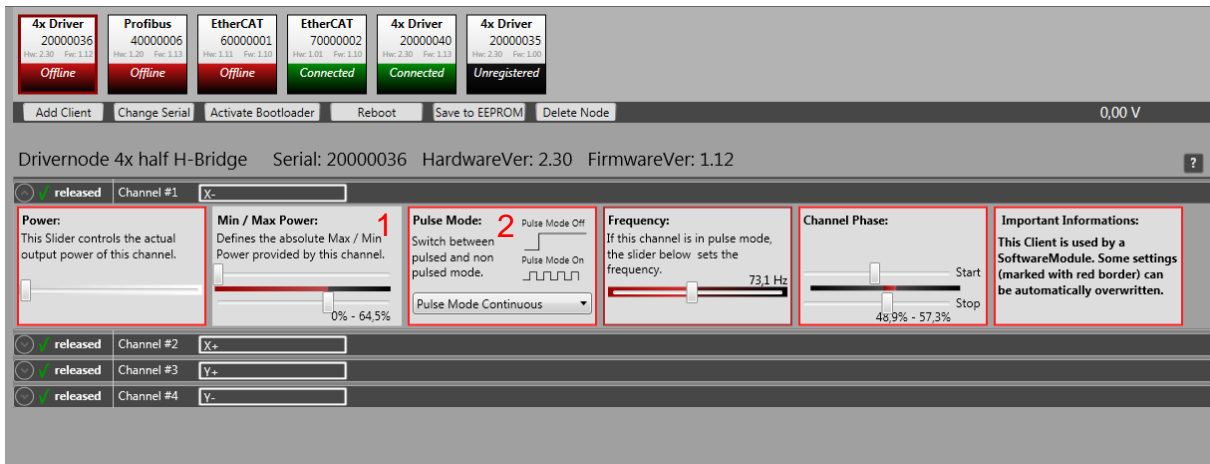 4x Driver
20000036
Hw: 2.30 Fw: 1.12
Offline
Profibus
40000006
Hw: 1.20 Fw: 1.13
Offline
EtherCAT
60000001
Hw: 1.11 Fw: 1.10
Offline
EtherCAT
70000002
Hw: 1.01 Fw: 1.10
Connected
4x Driver
20000040
Hw: 2.30 Fw: 1.13
Connected
4x Driver
20000035
Hw: 2.30 Fw: 1.00
Unregistered
Add Client Change Serial Activate Bootloader Reboot Save to EEPROM Delete Node 0,00 V
Drivernode 4x half H-Bridge Serial: 20000036 HardwareVer: 2.30 FirmwareVer: 1.12 ?
released Channel #1 X-
Power:
This Slider controls the actual
output power of this channel.
Min / Max Power: 1
Defines the absolute Max / Min
Power provided by this channel.
0% - 64,5%
Pulse Mode: 2
Switch between
pulsed and non
pulsed mode.
Pulse Mode Off
Pulse Mode On
Pulse Mode Continuous
Frequency:
If this channel is in pulse mode,
the slider below sets the
frequency.
73,1 Hz
Channel Phase:
Start
Stop
48,9% - 57,3%
Important Informations:
This Client is used by a
SoftwareModule. Some settings
(marked with red border) can
be automatically overwritten.
released Channel #2 X+
released Channel #3 Y+
released Channel #4 Y-